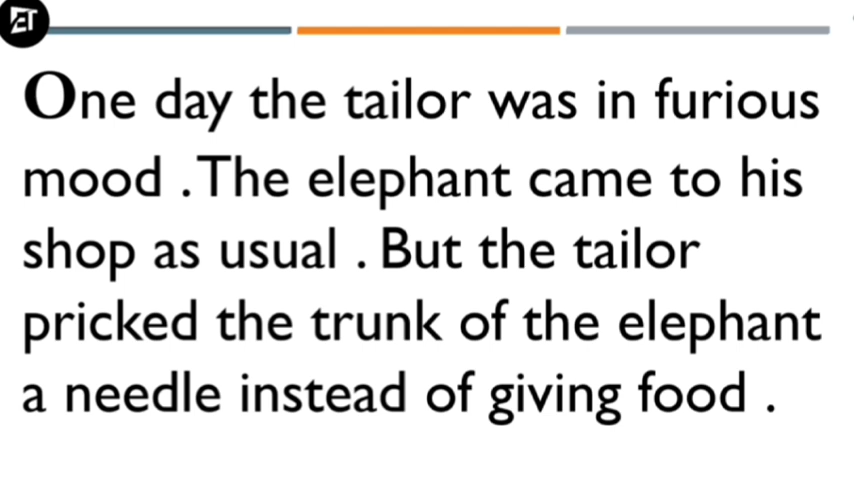 ET
One day the tailor was in furious
mood .The elephant came to his
shop as usual . But the tailor
pricked the trunk of the elephant
a needle instead of giving food .